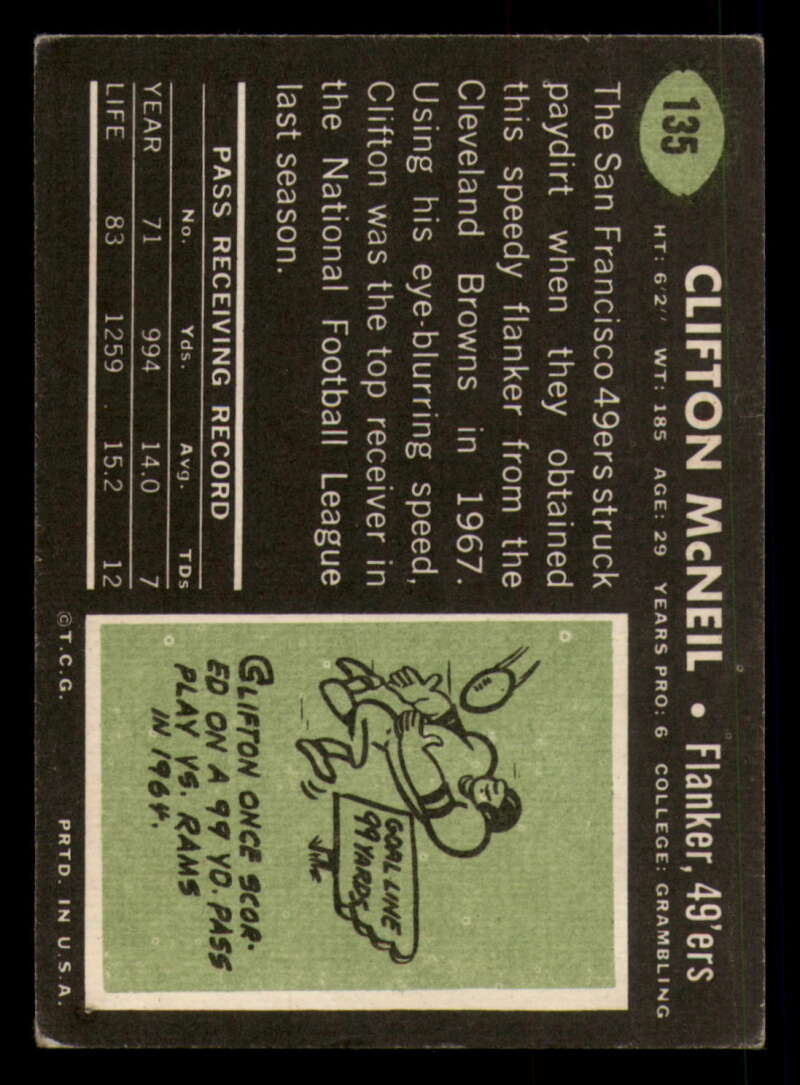 135
CLIFTON McNEIL • Flanker, 49'ers
HT: 6'2" WT: 185 AGE: 29 YEARS PRO: 6 COLLEGE: GRAMBLING
The San Francisco 49ers struck
paydirt when they obtained
this speedy flanker from the
Cleveland Browns in 1967.
Using his eye-blurring speed,
Clifton was the top receiver in
the National Football League
last season.
PASS RECEIVING RECORD
No. Yds. Avg. TDs
YEAR 71 994 14.0 7
LIFE 83 1259 15.2 12
GOAL LINE
99 YARDS
CLIFTON ONCE SCOR-
ED ON A 99 YD. PASS
PLAY VS. RAMS
IN 1964.
©T.C.G. PRTD. IN U.S.A.